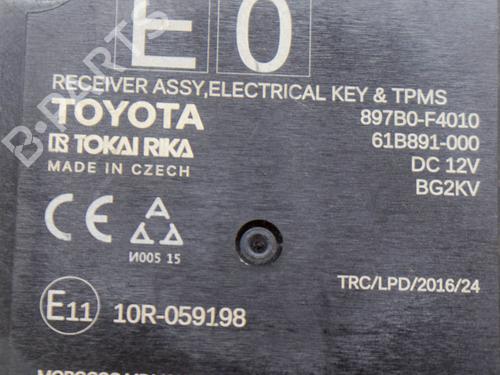 E 0
RECEIVER ASSY,ELECTRICAL KEY & TPMS
TOYOTA 897B0-F4010
TOKAI RIKA 61B891-000
MADE IN CZECH DC 12V
BG2KV
CE
И005 15
TRC/LPD/2016/24
E11 10R-059198
B-PARTS